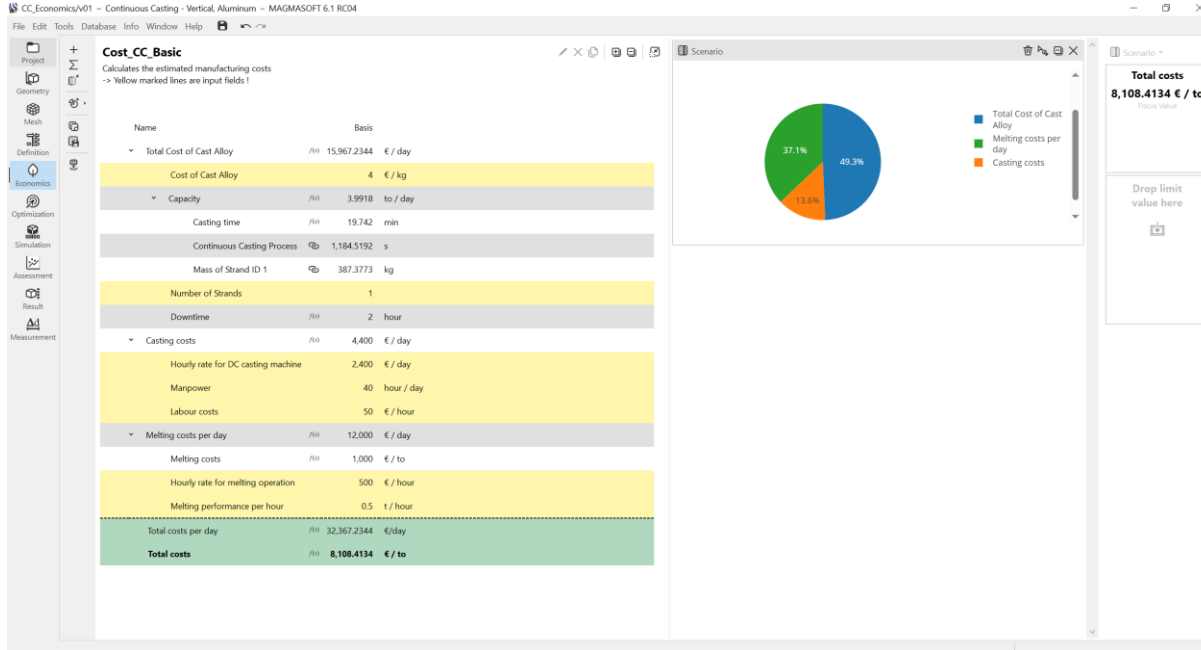 CC_Economics/v01 – Continuous Casting - Vertical, Aluminum – MAGMASOFT 6.1 RC04
File Edit Tools Database Info Window Help
Project
Geometry
Mesh
Definition
Economics
Optimization
Simulation
Assessment
Result
Measurement
Cost_CC_Basic
Calculates the estimated manufacturing costs
-> Yellow marked lines are input fields !
Name Basis
Total Cost of Cast Alloy f(x) 15,967.2344 € / day
Cost of Cast Alloy 4 € / kg
Capacity f(x) 3.9918 to / day
Casting time f(x) 19.742 min
Continuous Casting Process 1,184.5192 s
Mass of Strand ID 1 387.3773 kg
Number of Strands 1
Downtime f(x) 2 hour
Casting costs f(x) 4,400 € / day
Hourly rate for DC casting machine 2,400 € / day
Manpower 40 hour / day
Labour costs 50 € / hour
Melting costs per day f(x) 12,000 € / day
Melting costs f(x) 1,000 € / to
Hourly rate for melting operation 500 € / hour
Melting performance per hour 0.5 t / hour
Total costs per day f(x) 32,367.2344 €/day
Total costs f(x) 8,108.4134 € / to
Scenario
37.1%
49.3%
13.6%
Total Cost of Cast
Alloy
Melting costs per
day
Casting costs
Scenario
Total costs
8,108.4134 € / to
Focus Value
Drop limit
value here